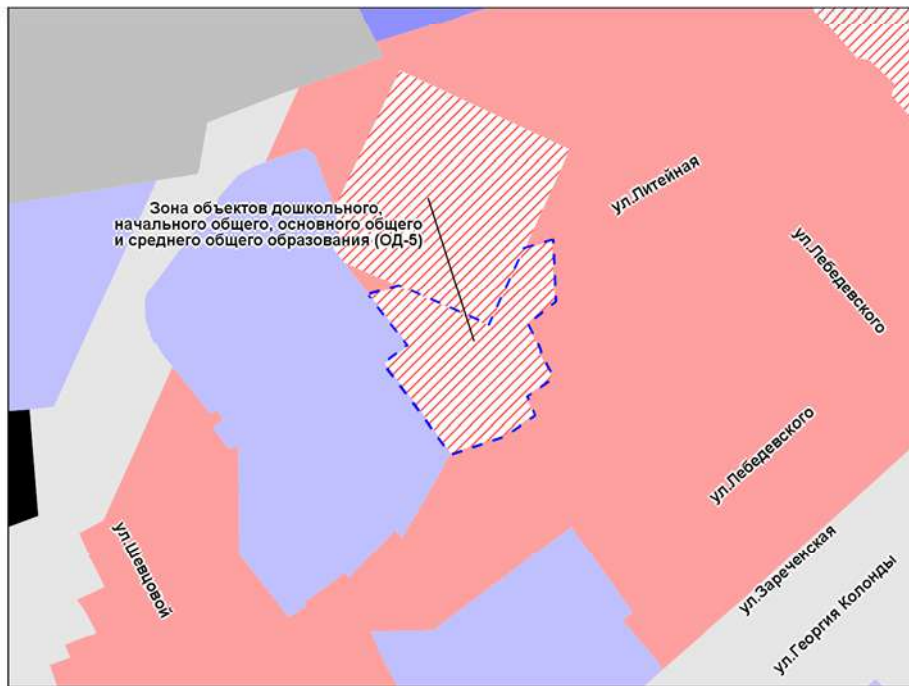 ул.Литейная
Зона объектов дошкольного,
начального общего, основного общего
и среднего общего образования (ОД-5)
ул.Лебедевского
ул.Лебедевского
ул.Шевцовой
ул.Зареченская
ул.Георгия Колонды